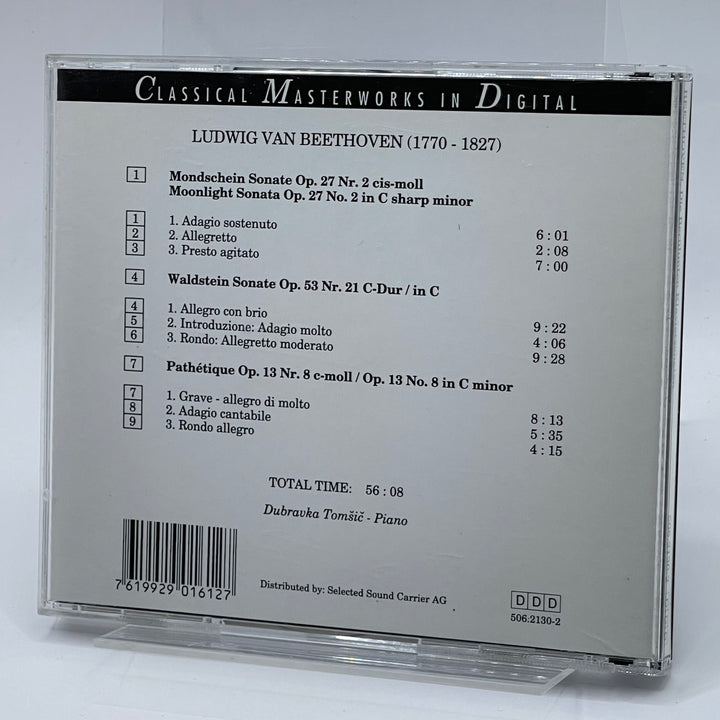 CLASSICAL MASTERWORKS IN DIGITAL
LUDWIG VAN BEETHOVEN (1770 - 1827)
1 Mondschein Sonate Op. 27 Nr. 2 cis-moll
Moonlight Sonata Op. 27 No. 2 in C sharp minor
1 1. Adagio sostenuto 6 : 01
2 2. Allegretto 2 : 08
3 3. Presto agitato 7 : 00
4 Waldstein Sonate Op. 53 Nr. 21 C-Dur / in C
4 1. Allegro con brio 9 : 22
5 2. Introduzione: Adagio molto 4 : 06
6 3. Rondo: Allegretto moderato 9 : 28
7 Pathétique Op. 13 Nr. 8 c-moll / Op. 13 No. 8 in C minor
7 1. Grave - allegro di molto 8 : 13
8 2. Adagio cantabile 5 : 35
9 3. Rondo allegro 4 : 15
TOTAL TIME: 56 : 08
Dubravka Tomšič - Piano
7 619929 016127
Distributed by: Selected Sound Carrier AG
DDD
506.2130-2